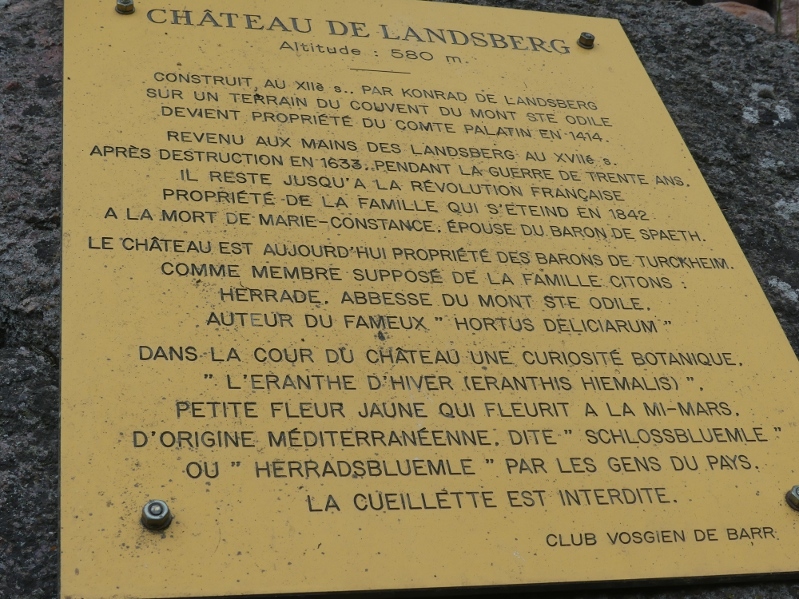 CHÂTEAU DE LANDSBERG
Altitude : 580 m.
CONSTRUIT, AU XIIè s.. PAR KONRAD DE LANDSBERG
SUR UN TERRAIN DU COUVENT DU MONT STE ODILE
DEVIENT PROPRIÉTÉ DU COMTE PALATIN EN 1414.
REVENU AUX MAINS DES LANDSBERG AU XVIIè s.
APRÈS DESTRUCTION EN 1633..PENDANT LA GUERRE DE TRENTE ANS.
IL RESTE JUSQU'A LA RÉVOLUTION FRANÇAISE
PROPRIÉTÉ DE LA FAMILLE QUI S'ETEIND EN 1842
A LA MORT DE MARIE-CONSTANCE. ÉPOUSE DU BARON DE SPAETH.
LE CHÂTEAU EST AUJOURD'HUI PROPRIÉTÉ DES BARONS DE TURCKHEIM.
COMME MEMBRE SUPPOSÉ DE LA FAMILLE CITONS :
HERRADE. ABBESSE DU MONT STE ODILE.
AUTEUR DU FAMEUX " HORTUS DELICIARUM "
DANS LA COUR DU CHÂTEAU UNE CURIOSITÉ BOTANIQUE.
" L'ERANTHE D'HIVER (ERANTHIS HIEMALIS) ".
PETITE FLEUR JAUNE QUI FLEURIT A LA MI-MARS.
D'ORIGINE MÉDITERRANÉENNE. DITE " SCHLOSSBLUEMLE "
OU " HERRADSBLUEMLE " PAR LES GENS DU PAYS.
LA CUEILLETTE EST INTERDITE.
CLUB VOSGIEN DE BARR